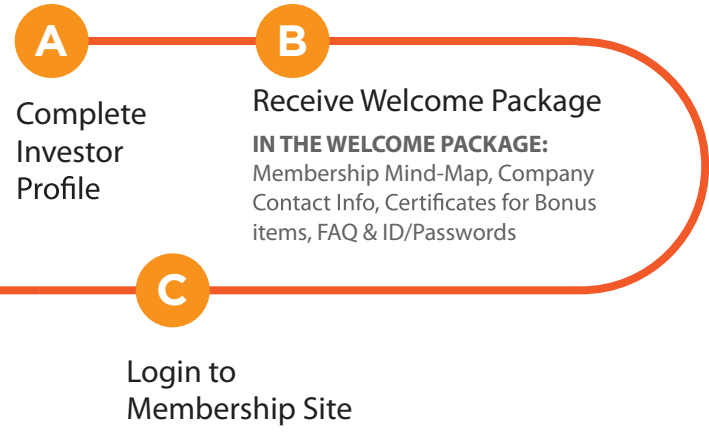 A
B
Complete
Investor
Profile
Receive Welcome Package
IN THE WELCOME PACKAGE:
Membership Mind-Map, Company
Contact Info, Certificates for Bonus
items, FAQ & ID/Passwords
C
Login to
Membership Site